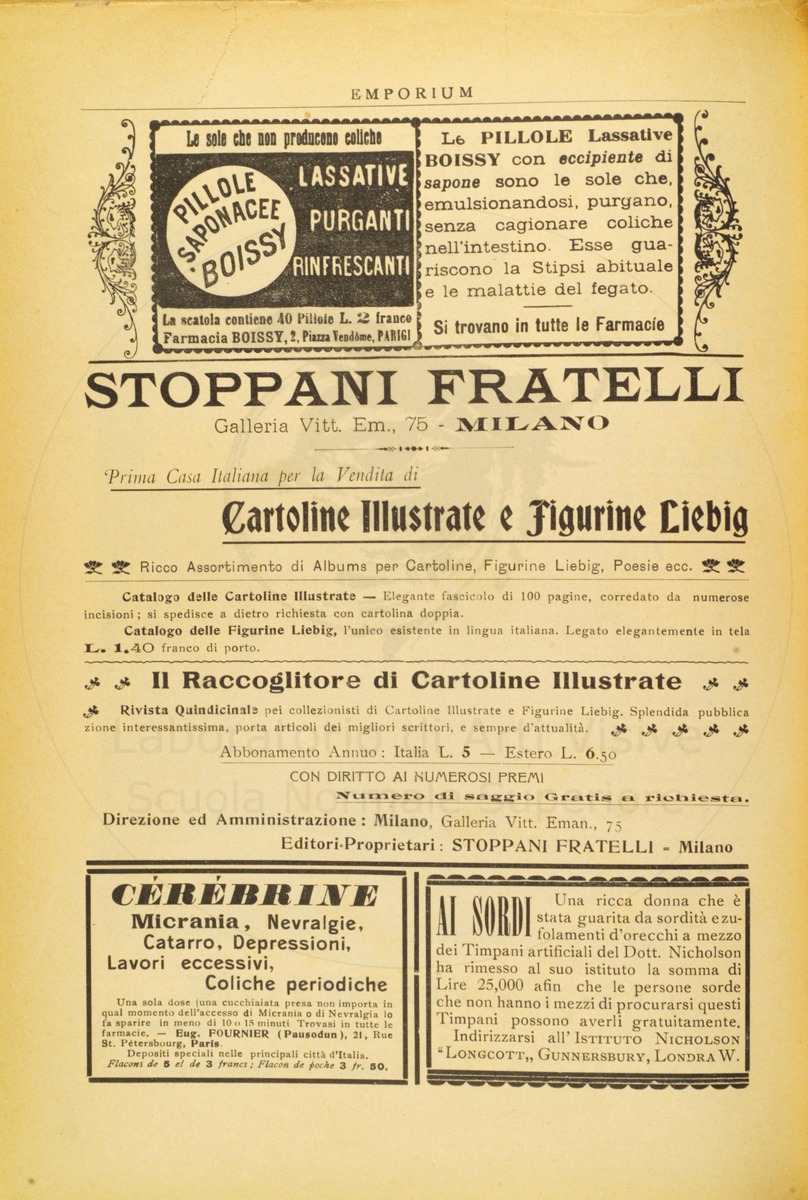 EMPORIUM
Le sole che non producono coliche
PILLOLE
SAPONACEE
BOISSY
LASSATIVE
PURGANTI
RINFRESCANTI
La scatola contiene 40 Pillole L. 2 franco
Farmacia BOISSY, 2, Piazza Vendôme, PARIGI
Le PILLOLE Lassative
BOISSY con eccipiente di
sapone sono le sole che,
emulsionandosi, purgano,
senza cagionare coliche
nell'intestino. Esse gua-
riscono la Stipsi abituale
e le malattie del fegato.
Si trovano in tutte le Farmacie
STOPPANI FRATELLI
Galleria Vitt. Em., 75 - MILANO
Prima Casa Italiana per la Vendita di
Cartoline Illustrate e Figurine Liebig
Ricco Assortimento di Albums per Cartoline, Figurine Liebig, Poesie ecc.
Catalogo delle Cartoline Illustrate — Elegante fascicolo di 100 pagine, corredato da numerose
incisioni; si spedisce a dietro richiesta con cartolina doppia.
Catalogo delle Figurine Liebig, l'unico esistente in lingua italiana. Legato elegantemente in tela
L. 1.40 franco di porto.
Il Raccoglitore di Cartoline Illustrate
Rivista Quindicinale pei collezionisti di Cartoline Illustrate e Figurine Liebig. Splendida pubblica
zione interessantissima, porta articoli dei migliori scrittori, e sempre d'attualità.
Abbonamento Annuo: Italia L. 5 — Estero L. 6.50
CON DIRITTO AI NUMEROSI PREMI
Numero di saggio Gratis a richiesta.
Direzione ed Amministrazione: Milano, Galleria Vitt. Eman., 75
Editori-Proprietari: STOPPANI FRATELLI - Milano
CÉRÉBRINE
Micrania, Nevralgie,
Catarro, Depressioni,
Lavori eccessivi,
Coliche periodiche
Una sola dose (una cucchiaiata presa non importa in
qual momento dell'accesso di Micrania o di Nevralgia lo
fa sparire in meno di 10 o 15 minuti Trovasi in tutte le
farmacie. — Eug. FOURNIER (Pausodun), 21, Rue
St. Pétersbourg, Paris.
Depositi speciali nelle principali città d'Italia.
Flacons de 5 et de 3 francs; Flacon de poche 3 fr. 50.
AI SORDI Una ricca donna che è
stata guarita da sordità e zu-
folamenti d'orecchi a mezzo
dei Timpani artificiali del Dott. Nicholson
ha rimesso al suo istituto la somma di
Lire 25,000 afin che le persone sorde
che non hanno i mezzi di procurarsi questi
Timpani possono averli gratuitamente.
Indirizzarsi all'ISTITUTO NICHOLSON
"LONGCOTT„ GUNNERSBURY, LONDRA W.